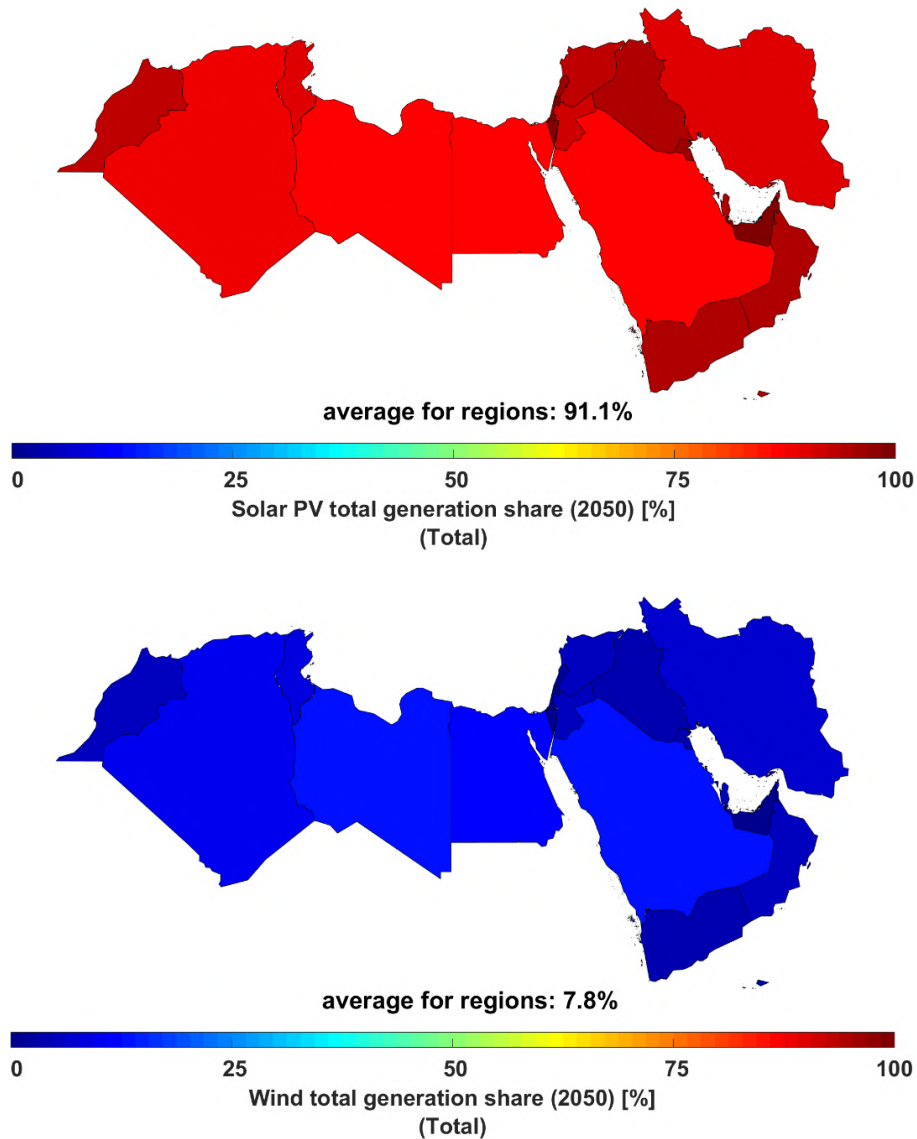 average for regions: 91.1%
0 25 50 75 100
Solar PV total generation share (2050) [%]
(Total)
average for regions: 7.8%
0 25 50 75 100
Wind total generation share (2050) [%]
(Total)